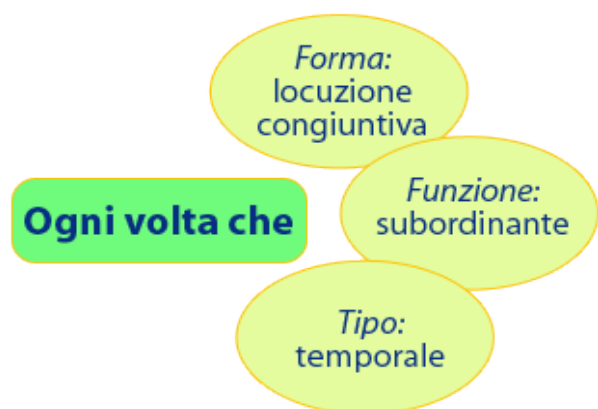 Forma:
locuzione
congiuntiva
Ogni volta che
Funzione:
subordinante
Tipo:
temporale